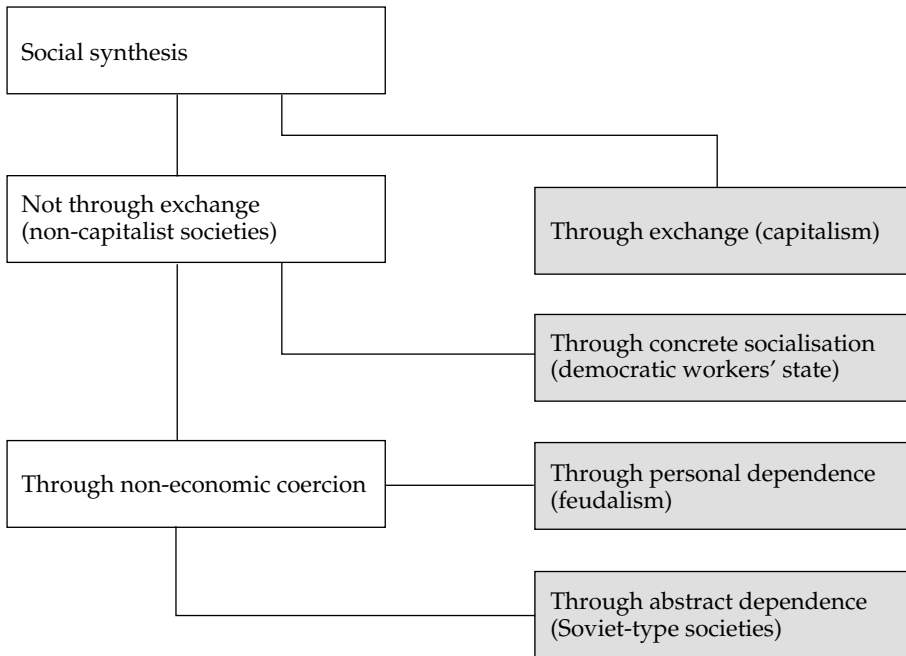 Social synthesis
Not through exchange
(non-capitalist societies)
Through exchange (capitalism)
Through concrete socialisation
(democratic workers’ state)
Through non-economic coercion
Through personal dependence
(feudalism)
Through abstract dependence
(Soviet-type societies)